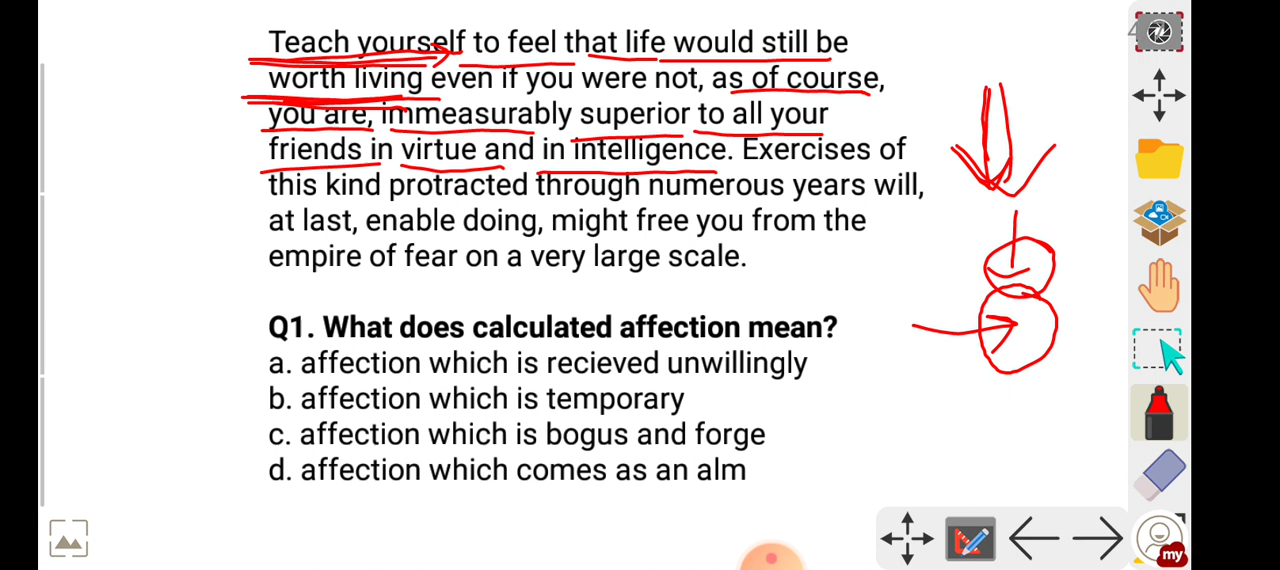 Teach yourself to feel that life would still be
worth living even if you were not, as of course,
you are, immeasurably superior to all your
friends in virtue and in intelligence. Exercises of
this kind protracted through numerous years will,
at last, enable doing, might free you from the
empire of fear on a very large scale.
Q1. What does calculated affection mean?
a. affection which is recieved unwillingly
b. affection which is temporary
c. affection which is bogus and forge
d. affection which comes as an alm
my